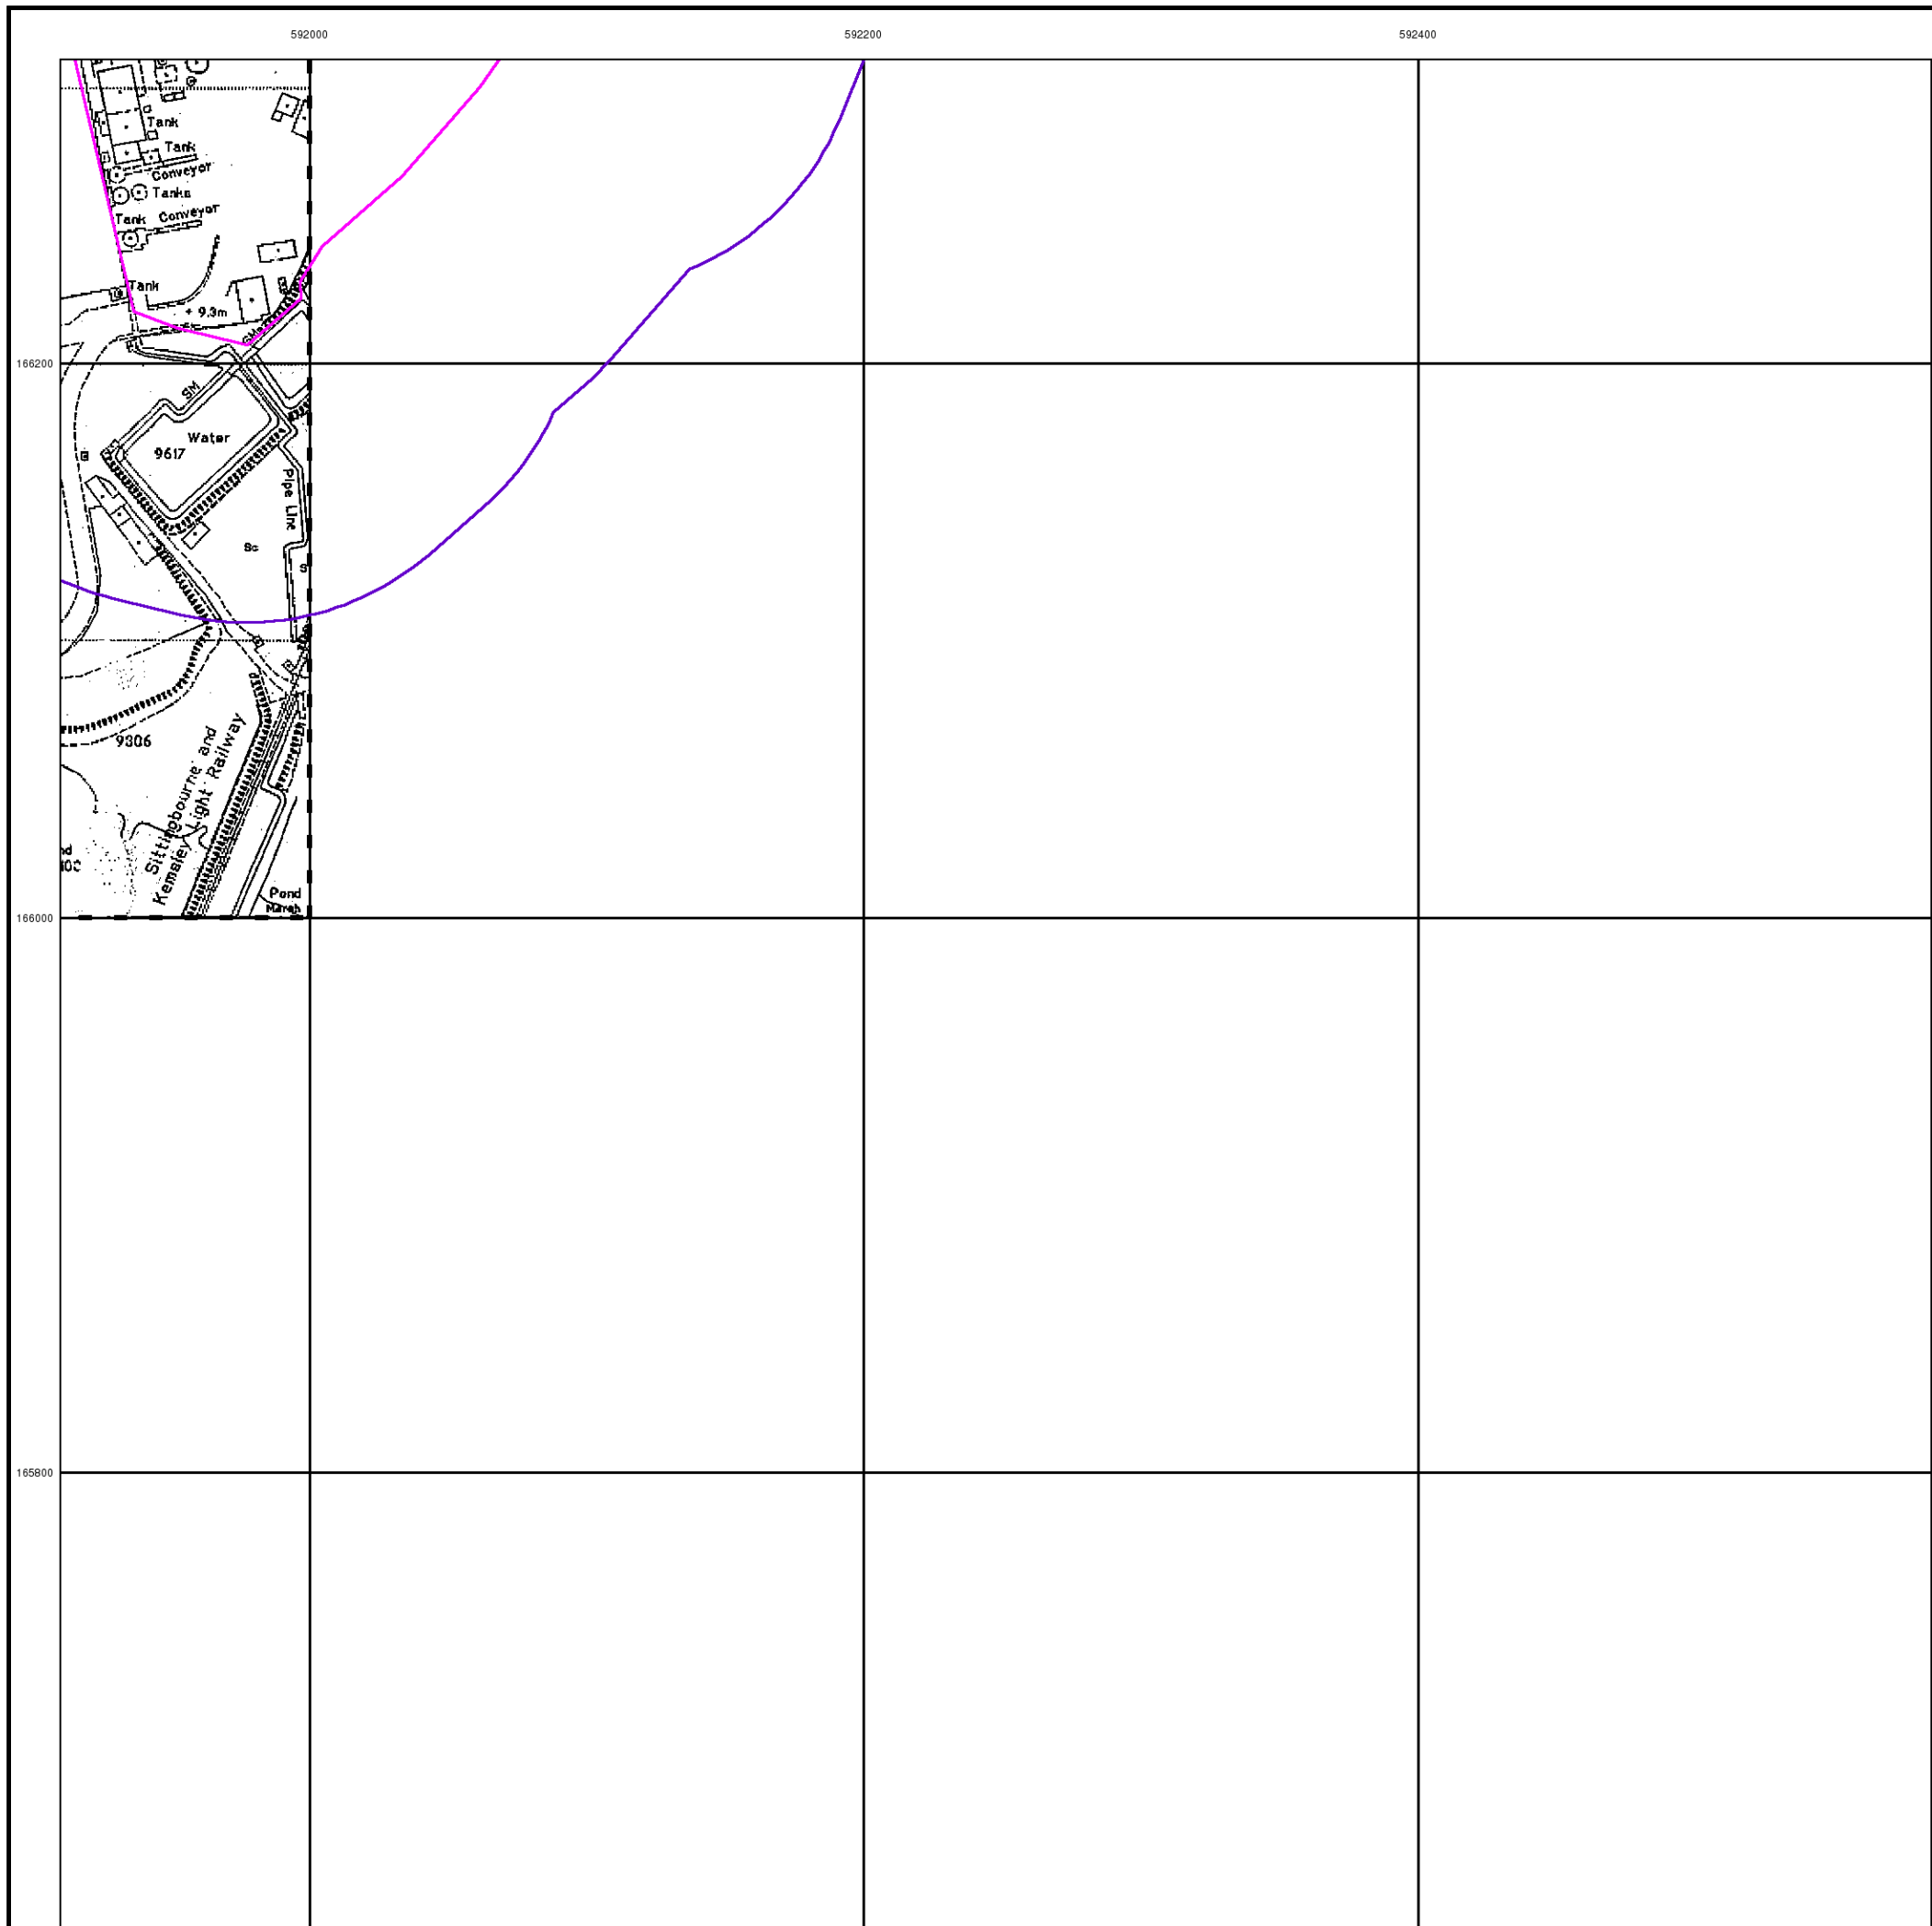 592000
592200
592400
Tank
Tank
Conveyor
Tanks
Tank
Conveyor
Tank
+ 9.3m
166200
SM
Water
9617
Pipe Line
Sc
9306
Sittingbourne and
Kemsley Light Railway
Pond
Marsh
166000
165800